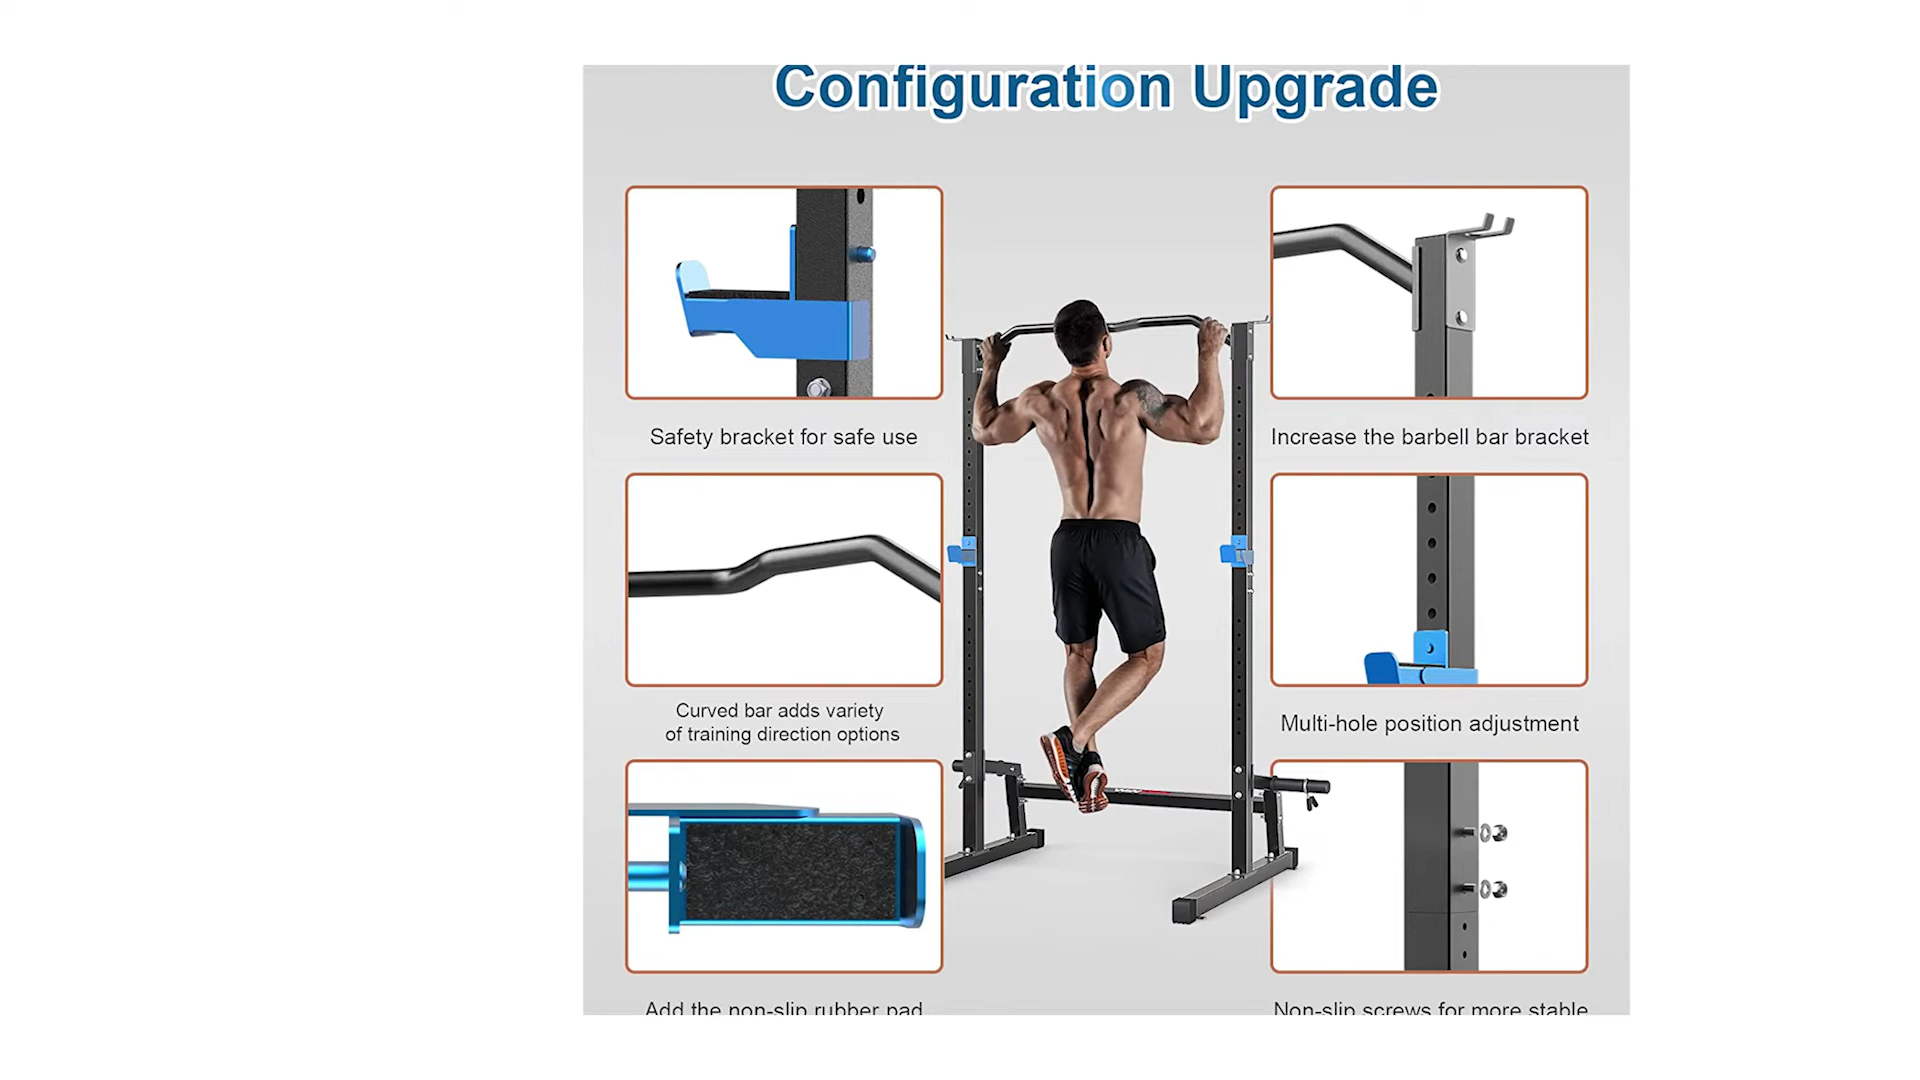 Configuration Upgrade
Safety bracket for safe use
Increase the barbell bar bracket
Curved bar adds variety
of training direction options
Multi-hole position adjustment
Add the non-slip rubber pad
Non-slip screws for more stable